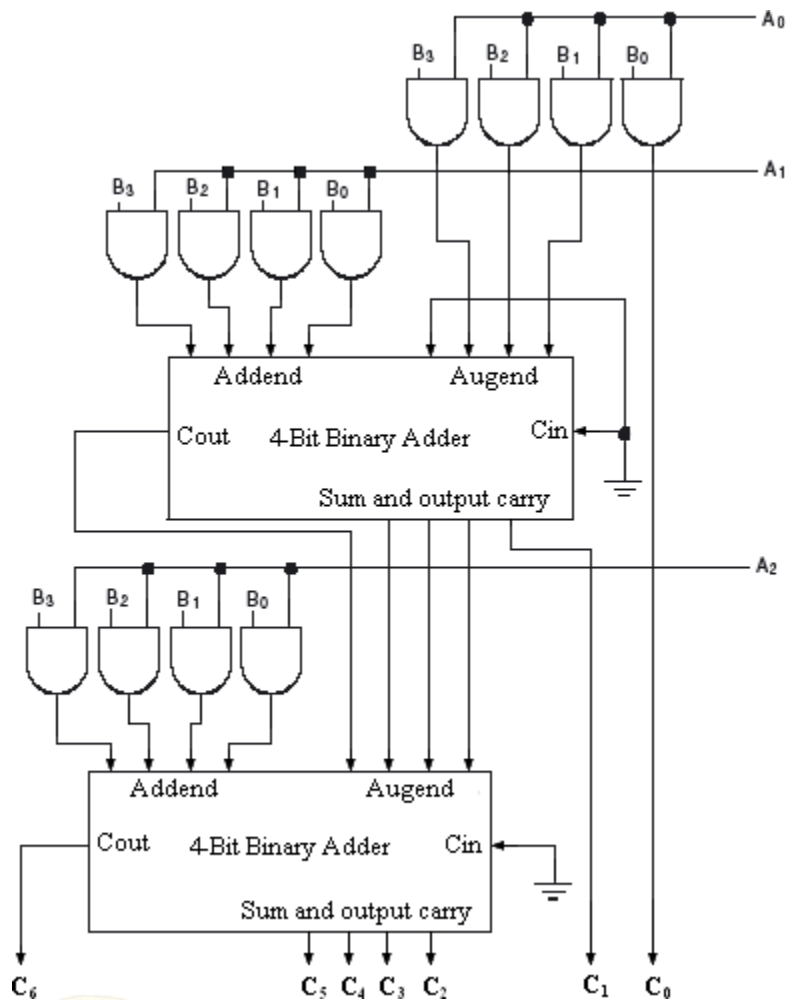 A₀
B₃ B₂ B₁ B₀
A₁
B₃ B₂ B₁ B₀
Addend Augend
Cout 4-Bit Binary Adder Cin
Sum and output carry
A₂
B₃ B₂ B₁ B₀
Addend Augend
Cout 4-Bit Binary Adder Cin
Sum and output carry
C₆ C₅ C₄ C₃ C₂ C₁ C₀